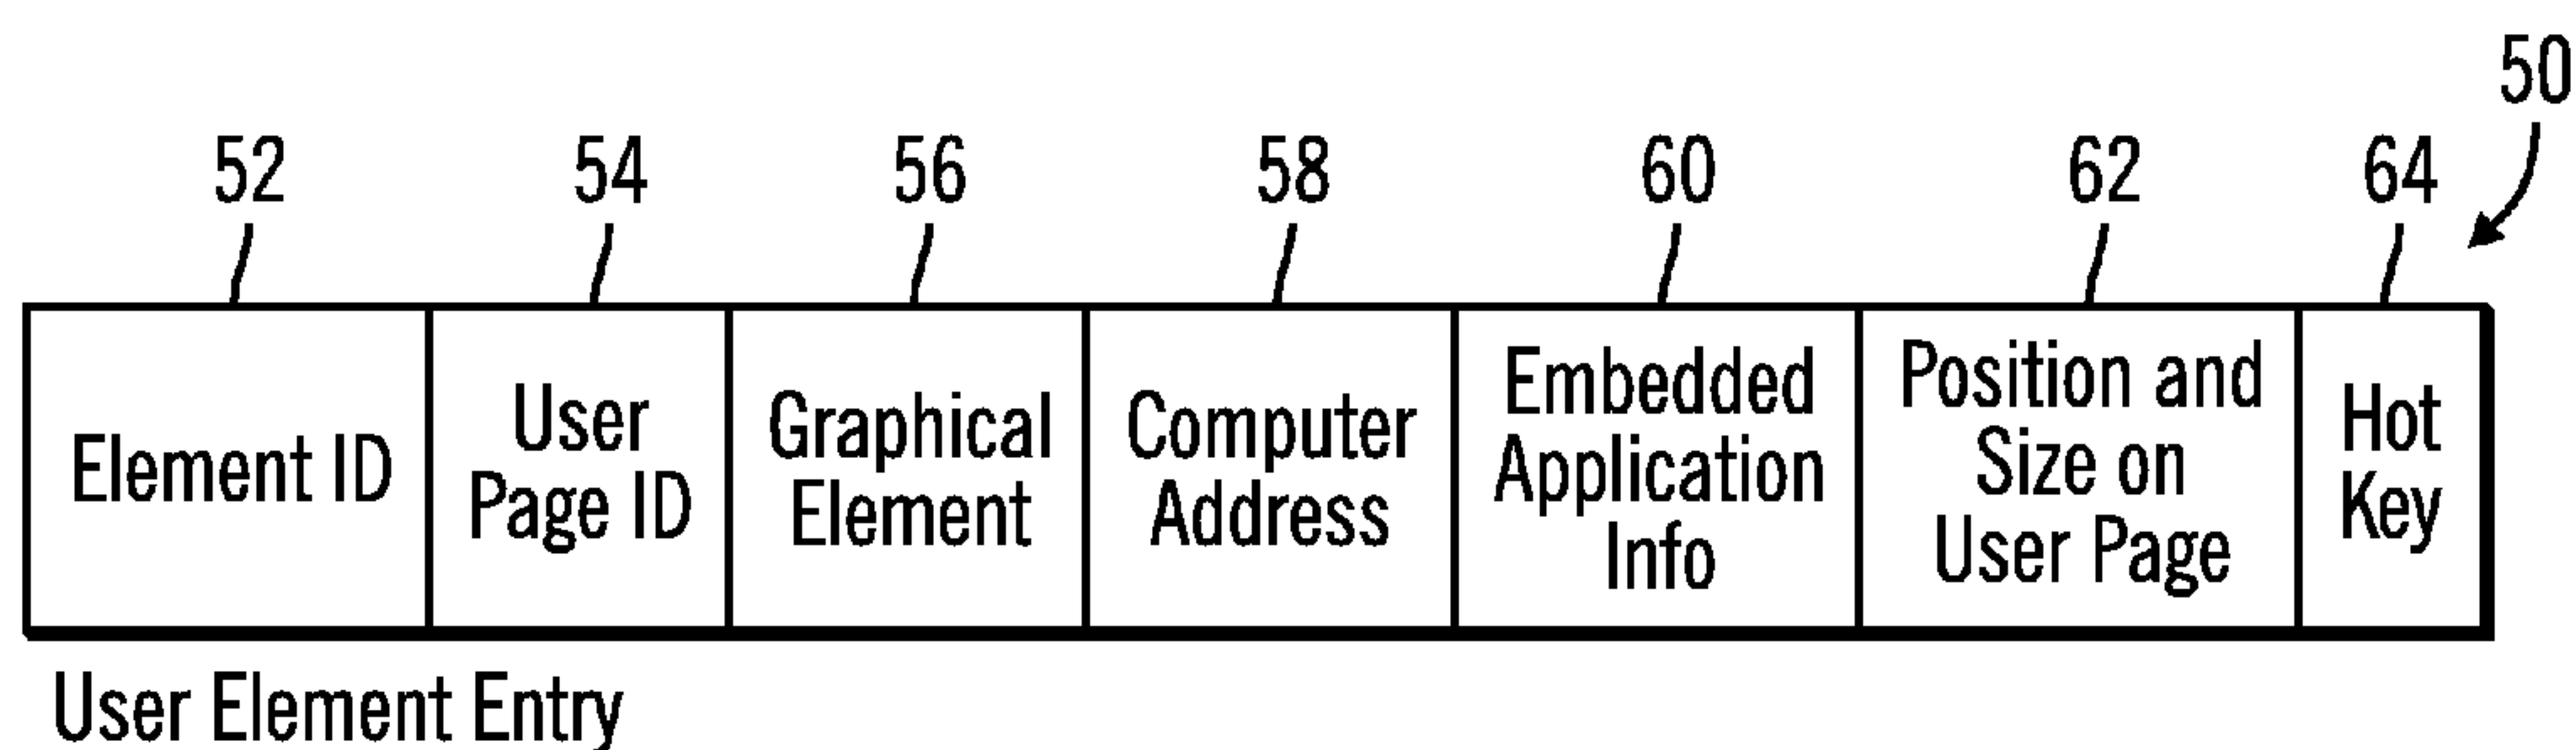 50
52 54 56 58 60 62 64
Element ID
User
Page ID
Graphical
Element
Computer
Address
Embedded
Application
Info
Position and
Size on
User Page
Hot
Key
User Element Entry